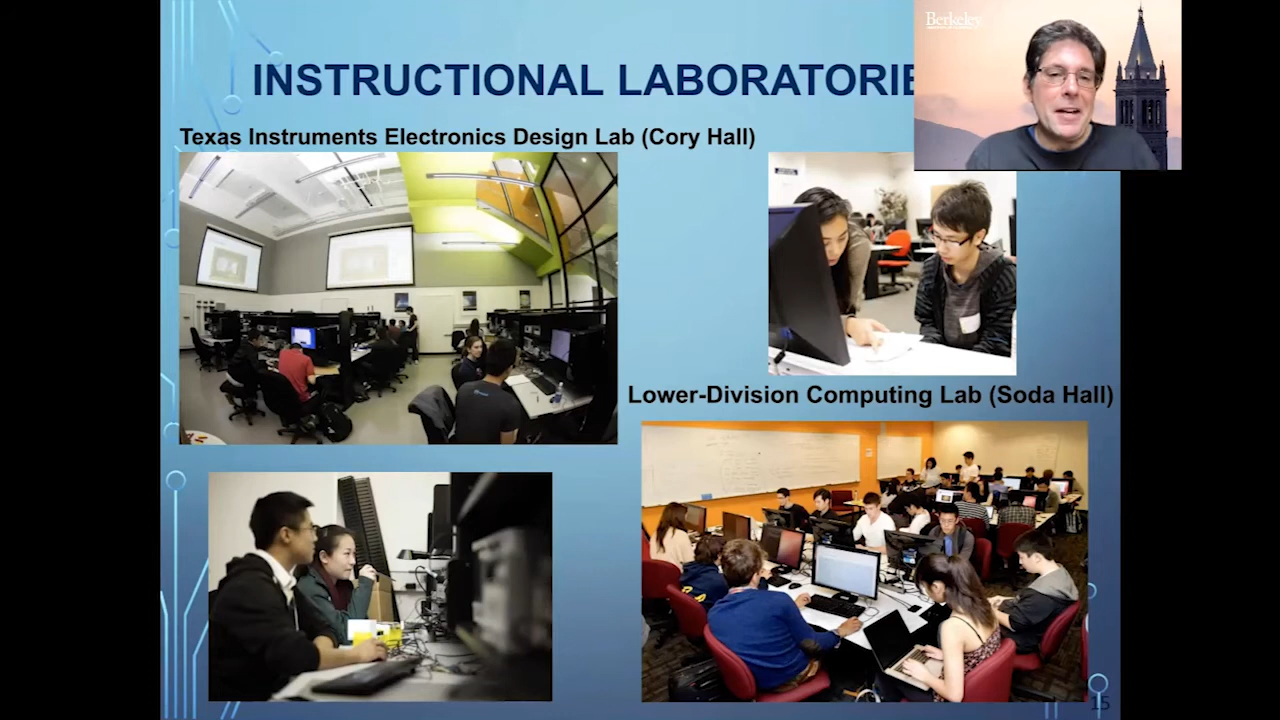 INSTRUCTIONAL LABORATORIE
Berkeley
Texas Instruments Electronics Design Lab (Cory Hall)
Lower-Division Computing Lab (Soda Hall)
15